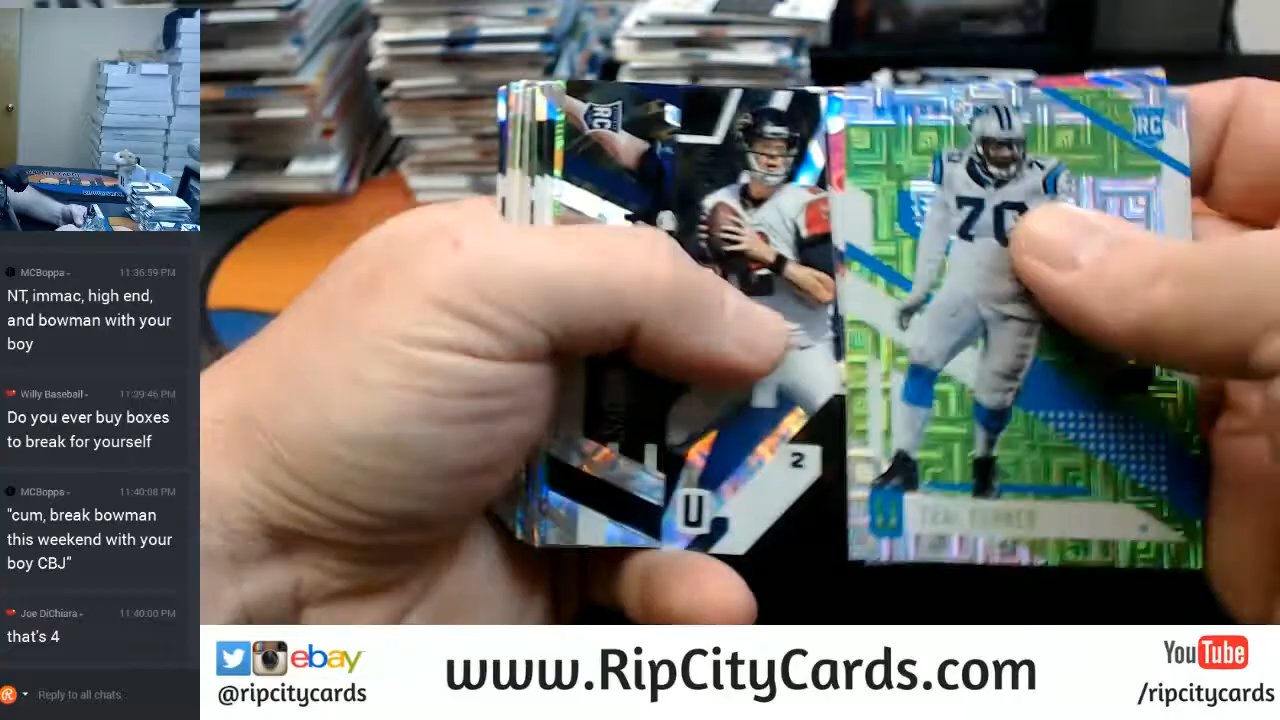 MCBoppa
11:36:59 PM
NT, immac, high end,
and bowman with your
boy
Willy Baseball
11:39:46 PM
Do you ever buy boxes
to break for yourself
MCBoppa
11:40:08 PM
"cum, break bowman
this weekend with your
boy CBJ"
Joe DiChiara
11:40:00 PM
that's 4
Reply to all chats.
RC
2
U
RC
70
ebay
@ripcitycards
www.RipCityCards.com
YouTube
/ripcitycards